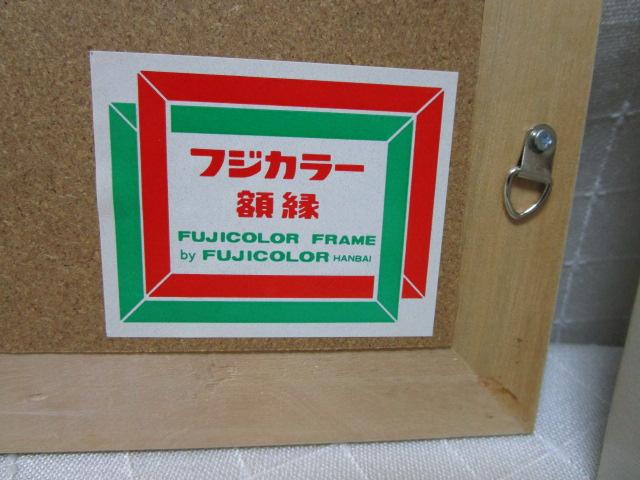 フジカラー
額縁
FUJICOLOR FRAME
by FUJICOLOR HANBAI